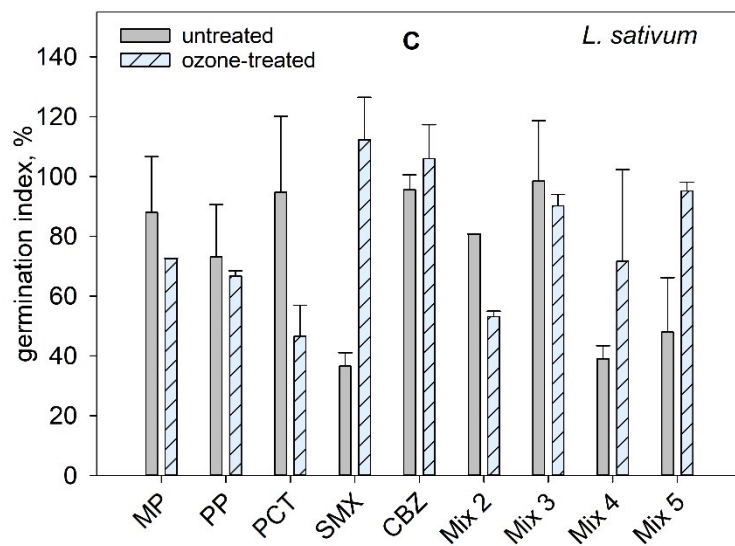 untreated
ozone-treated
C
L. sativum
germination index, %
140
120
100
80
60
40
20
0
MP
PP
PCT
SMX
CBZ
Mix 2
Mix 3
Mix 4
Mix 5